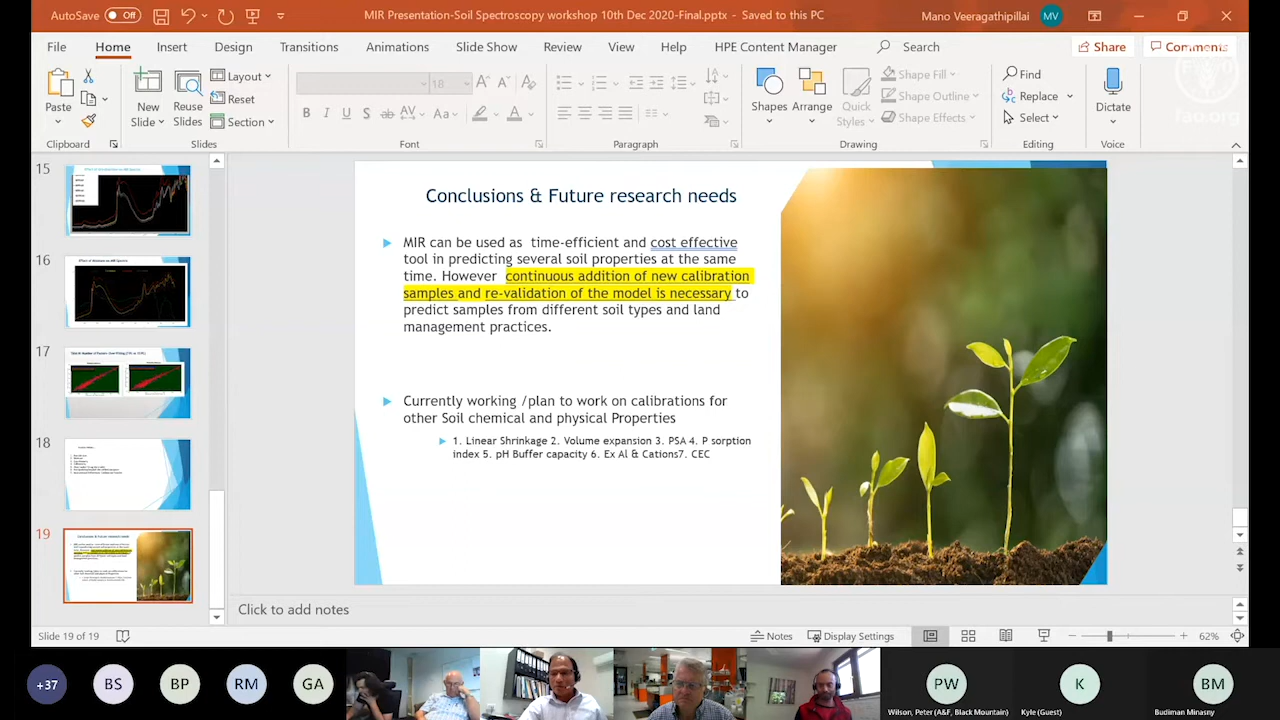 AutoSave Off MIR Presentation-Soil Spectroscopy workshop 10th Dec 2020-Final.pptx - Saved to this PC Mano Veeragathipillai MV
File Home Insert Design Transitions Animations Slide Show Review View Help HPE Content Manager Search Share Comments
Paste New Slide Reuse Slides Layout Reset Section 18 Shapes Arrange Quick Styles Shape Fill Shape Outline Shape Effects Find Replace Select Dictate
fao.org
Clipboard Slides Font Paragraph Drawing Editing Voice
15
16
17
18
19
Conclusions & Future research needs
MIR can be used as time-efficient and cost effective
tool in predicting several soil properties at the same
time. However continuous addition of new calibration
samples and re-validation of the model is necessary to
predict samples from different soil types and land
management practices.
Currently working /plan to work on calibrations for
other Soil chemical and physical Properties
1. Linear Shrinkage 2. Volume expansion 3. PSA 4. P sorption
index 5. pH Buffer capacity 6. Ex Al & Cations7. CEC
Click to add notes
Slide 19 of 19 Notes Display Settings 62%
+37 BS BP RM GA PW K BM
Wilson, Peter (A&F, Black Mountain) Kyle (Guest) Budiman Minasny